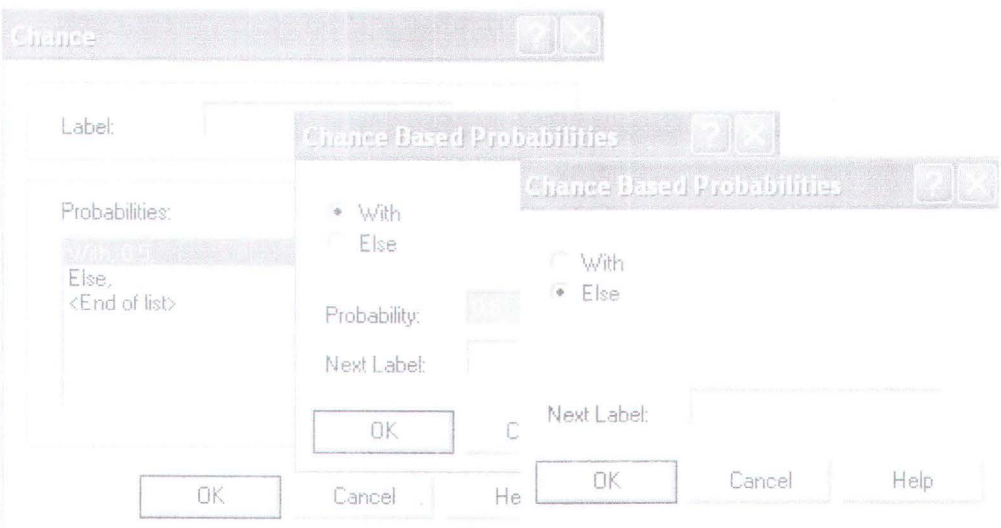 Chance
Label:
Probabilities:
With 0.5,
Else,
<End of list>
OK
Cancel
He
Chance Based Probabilities
With
Else
Probability:
Next Label:
OK
C
Chance Based Probabilities
With
Else
Next Label:
OK
Cancel
Help